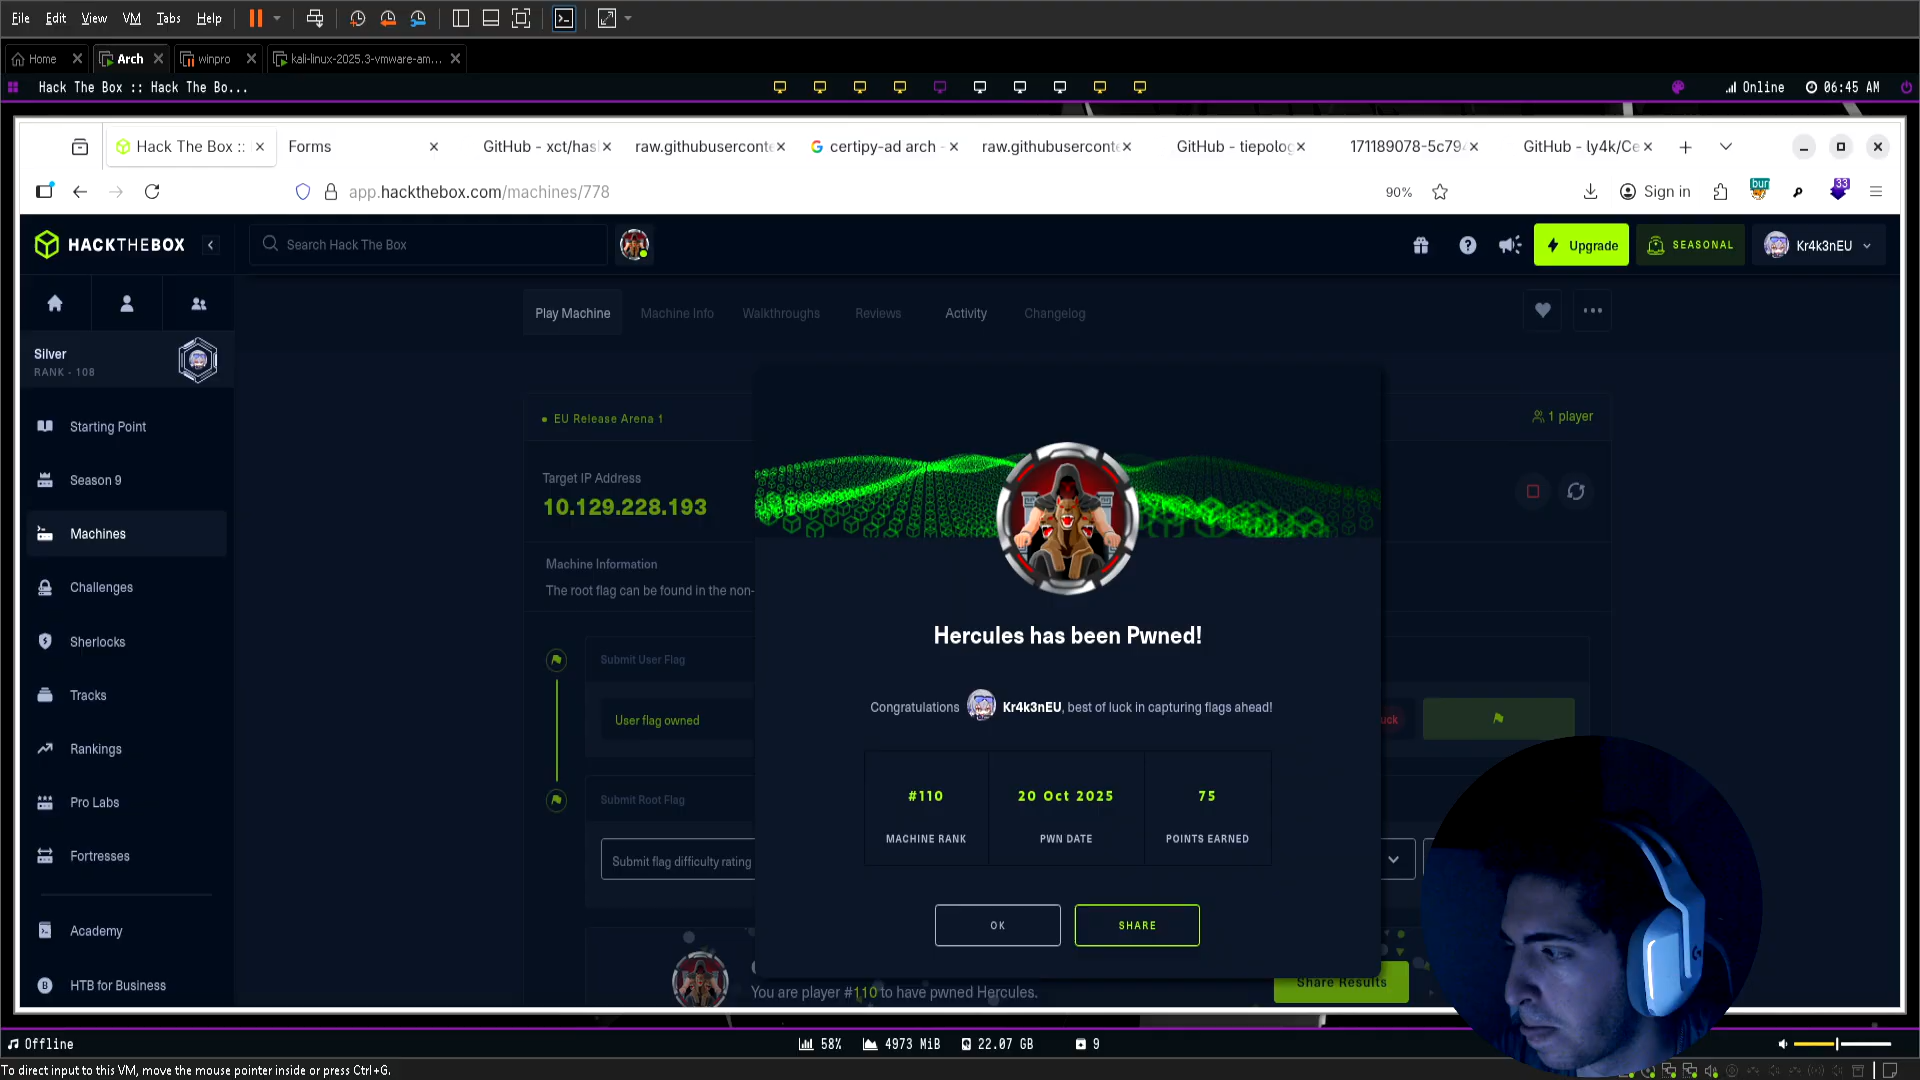 File Edit View VM Tabs Help
Home Arch winpro kali-linux-2025.3-vmware-am...
Hack The Box :: Hack The Bo... Online 06:45 AM
Hack The Box :: Forms GitHub - xct/has raw.githubuserconte certipy-ad arch - raw.githubuserconte GitHub - tiepolog 171189078-5c794 GitHub - ly4k/Ce
app.hackthebox.com/machines/778 90% Sign in bur 33
HACKTHEBOX Search Hack The Box Upgrade SEASONAL Kr4k3nEU
Play Machine Machine Info Walkthroughs Reviews Activity Changelog
Silver
RANK - 108
Starting Point
Season 9
Machines
Challenges
Sherlocks
Tracks
Rankings
Pro Labs
Fortresses
Academy
HTB for Business
EU Release Arena 1 1 player
Target IP Address
10.129.228.193
Machine Information
The root flag can be found in the non-
Submit User Flag
User flag owned
uck
Submit Root Flag
Submit flag difficulty rating
Hercules has been Pwned!
Congratulations Kr4k3nEU, best of luck in capturing flags ahead!
#110 20 Oct 2025 75
MACHINE RANK PWN DATE POINTS EARNED
OK SHARE
You are player #110 to have pwned Hercules.
Share Results
Offline 58% 4973 MiB 22.07 GB 9
To direct input to this VM, move the mouse pointer inside or press Ctrl+G.